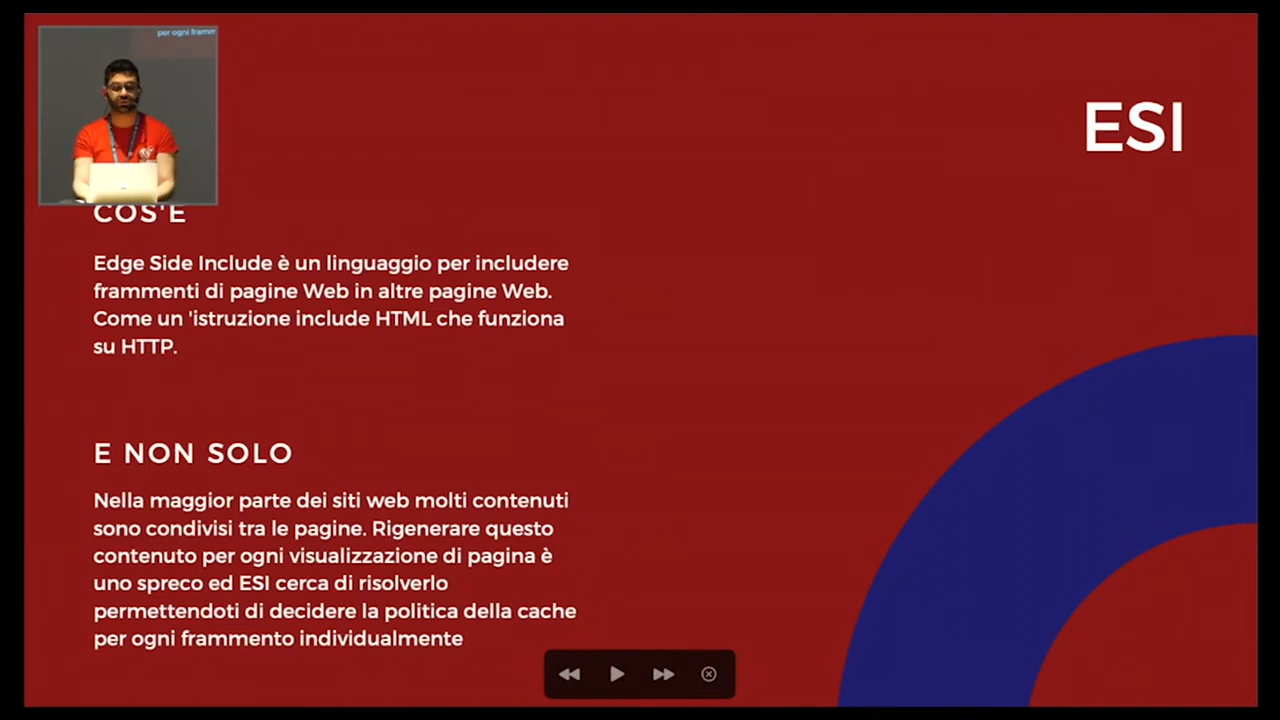 per ogni framm
ESI
COS'È
Edge Side Include è un linguaggio per includere
frammenti di pagine Web in altre pagine Web.
Come un 'istruzione include HTML che funziona
su HTTP.
E NON SOLO
Nella maggior parte dei siti web molti contenuti
sono condivisi tra le pagine. Rigenerare questo
contenuto per ogni visualizzazione di pagina è
uno spreco ed ESI cerca di risolverlo
permettendoti di decidere la politica della cache
per ogni frammento individualmente